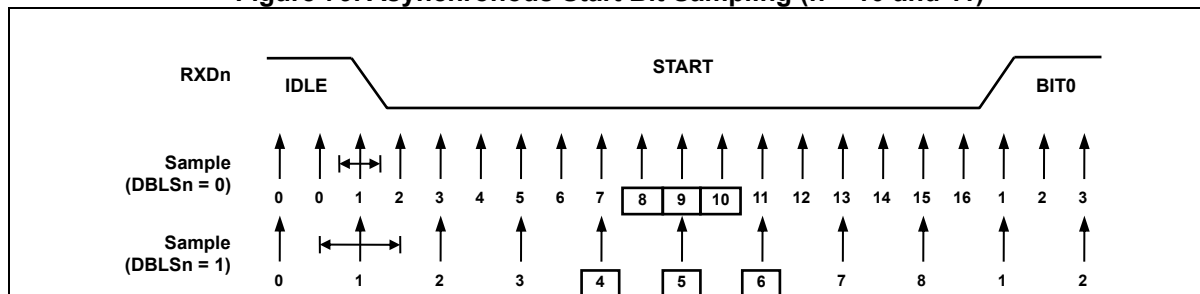 Asynchronous Start Bit Sampling (n = 10 and 11)
RXDn IDLE START BIT0
Sample
(DBLSn = 0)
0 0 1 2 3 4 5 6 7 8 9 10 11 12 13 14 15 16 1 2 3
Sample
(DBLSn = 1)
0 1 2 3 4 5 6 7 8 1 2